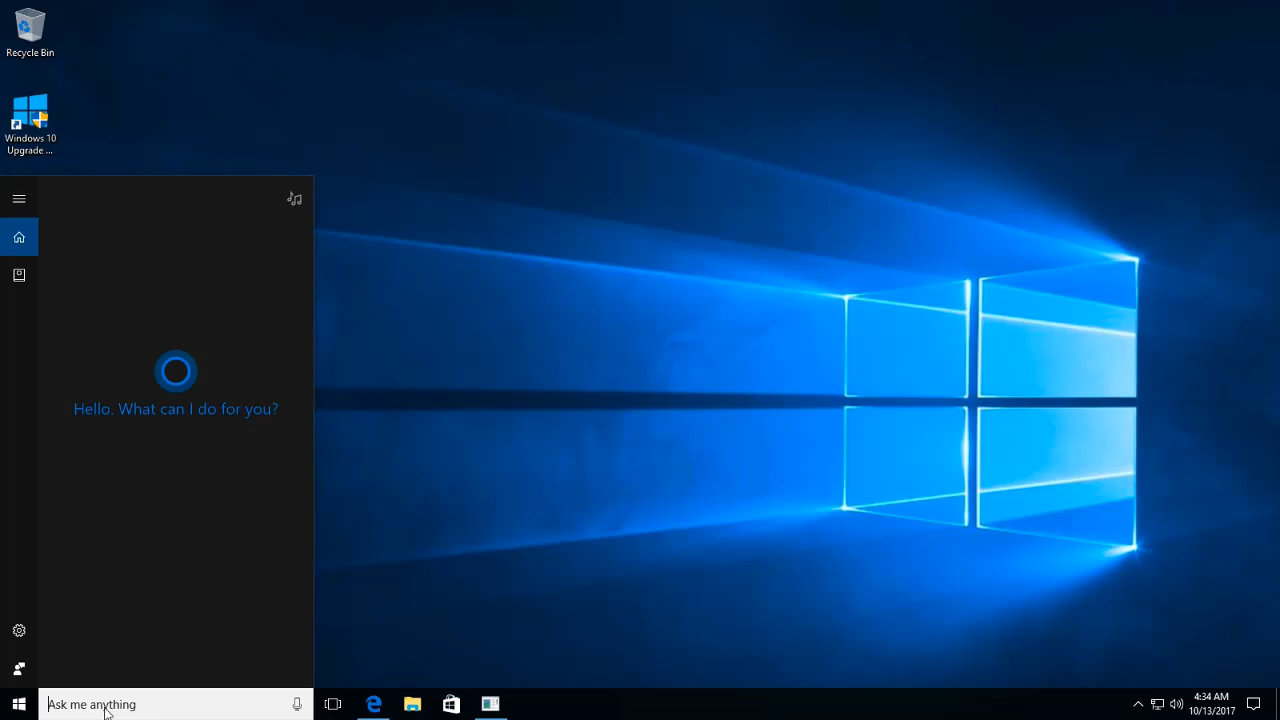 Recycle Bin
Windows 10
Upgrade ...
Hello. What can I do for you?
Ask me anything
4:34 AM
10/13/2017